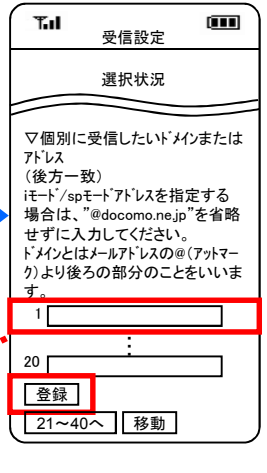 受信設定
選択状況
▽個別に受信したいﾄﾞﾒｲﾝまたは
ｱﾄﾞﾚｽ
(後方一致)
iﾓｰﾄﾞ/spﾓｰﾄﾞｱﾄﾞﾚｽを指定する
場合は、”@docomo.ne.jp”を省略
せずに入力してください。
ﾄﾞﾒｲﾝとはﾒｰﾙｱﾄﾞﾚｽの@(ｱｯﾄﾏｰ
ｸ)より後ろの部分のことをいいま
す。
1
⋮
20
登録
21～40へ 移動